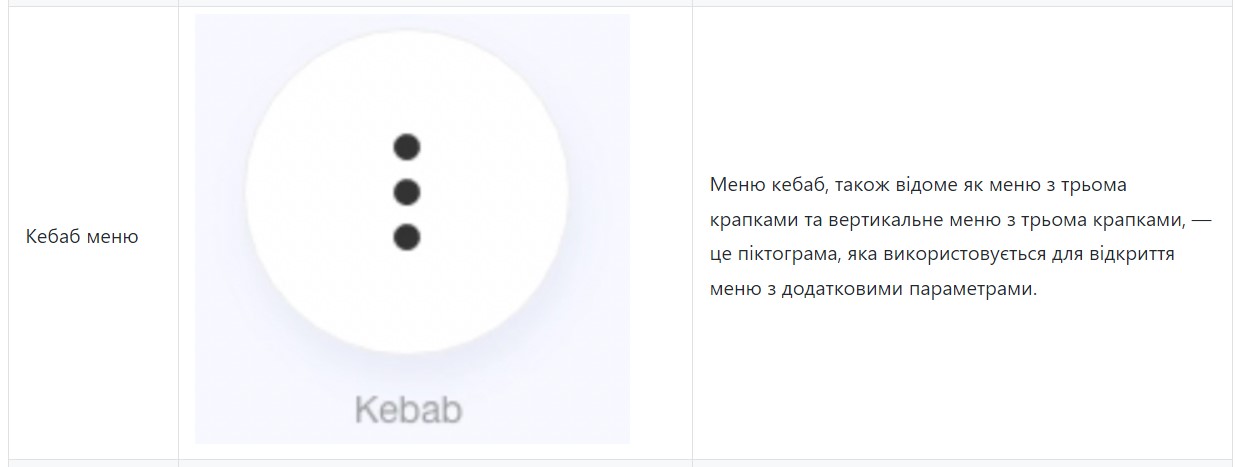 Кебаб меню
Kebab
Меню кебаб, також відоме як меню з трьома
крапками та вертикальне меню з трьома крапками, —
це піктограма, яка використовується для відкриття
меню з додатковими параметрами.